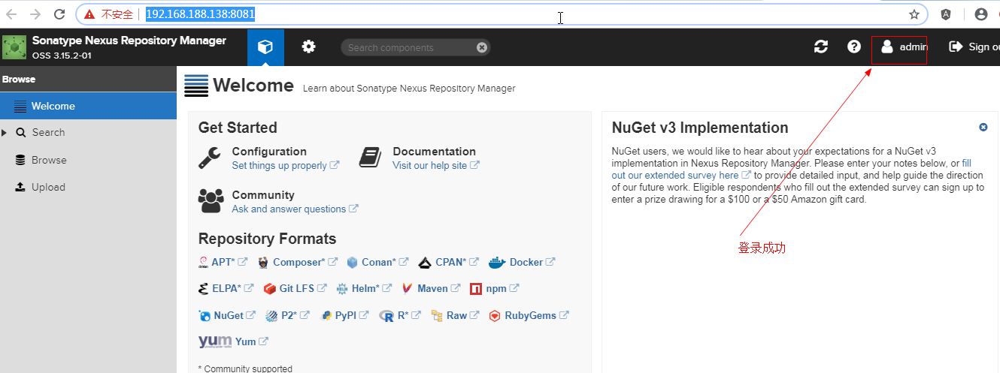 不安全 192.168.188.138:8081
Sonatype Nexus Repository Manager
OSS 3.15.2-01
Search components
admin
Sign ou
Browse
Welcome
Search
Browse
Upload
Welcome Learn about Sonatype Nexus Repository Manager
Get Started
Configuration
Set things up properly
Documentation
Visit our help site
Community
Ask and answer questions
Repository Formats
APT* Composer* Conan* CPAN* Docker
ELPA* Git LFS Helm* Maven npm
NuGet P2* PyPI R* Raw RubyGems
yum Yum
* Community supported
NuGet v3 Implementation
NuGet users, we would like to hear about your expectations for a NuGet v3
implementation in Nexus Repository Manager. Please enter your notes below, or fill
out our extended survey here to provide detailed input, and help guide the direction
of our future work. Eligible respondents who fill out the extended survey can sign up to
enter a prize drawing for a $100 or a $50 Amazon gift card.
登录成功